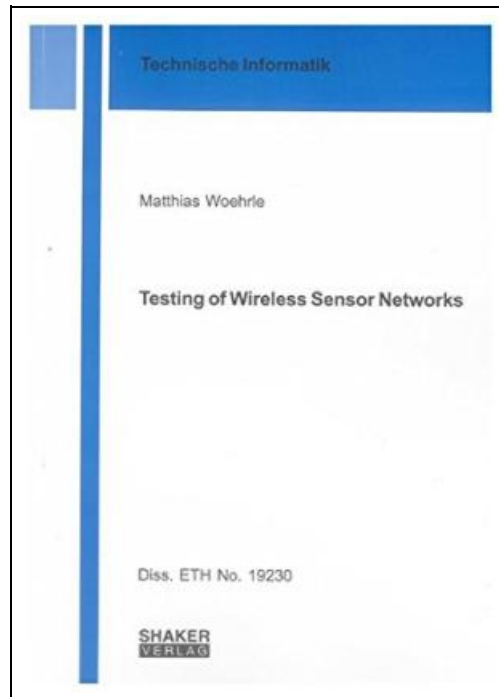 Technische Informatik
Matthias Woehrle
Testing of Wireless Sensor Networks
Diss. ETH No. 19230
SHAKER
VERLAG